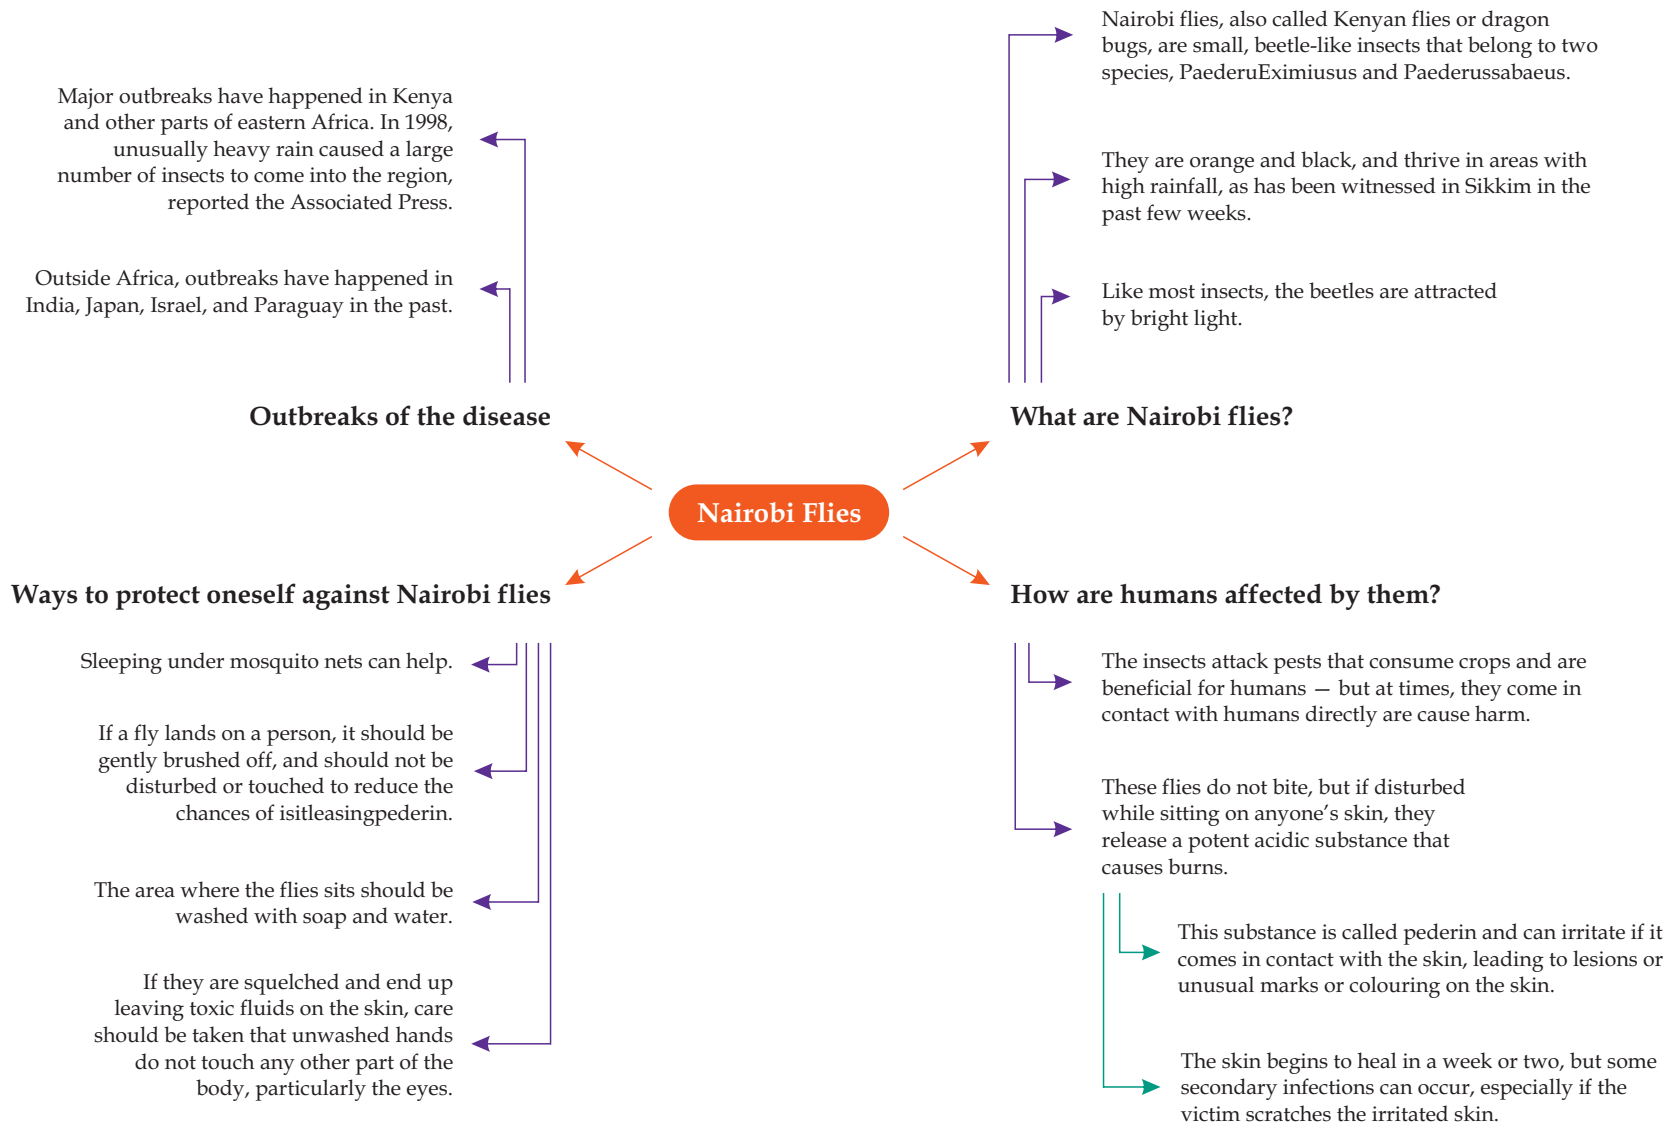 Nairobi flies, also called Kenyan flies or dragon
bugs, are small, beetle-like insects that belong to two
species, PaederuEximiusus and Paederussabaeus.
They are orange and black, and thrive in areas with
high rainfall, as has been witnessed in Sikkim in the
past few weeks.
Like most insects, the beetles are attracted
by bright light.
What are Nairobi flies?
Major outbreaks have happened in Kenya
and other parts of eastern Africa. In 1998,
unusually heavy rain caused a large
number of insects to come into the region,
reported the Associated Press.
Outside Africa, outbreaks have happened in
India, Japan, Israel, and Paraguay in the past.
Outbreaks of the disease
Nairobi Flies
Ways to protect oneself against Nairobi flies
Sleeping under mosquito nets can help.
If a fly lands on a person, it should be
gently brushed off, and should not be
disturbed or touched to reduce the
chances of isitleasingpederin.
The area where the flies sits should be
washed with soap and water.
If they are squelched and end up
leaving toxic fluids on the skin, care
should be taken that unwashed hands
do not touch any other part of the
body, particularly the eyes.
How are humans affected by them?
The insects attack pests that consume crops and are
beneficial for humans — but at times, they come in
contact with humans directly are cause harm.
These flies do not bite, but if disturbed
while sitting on anyone's skin, they
release a potent acidic substance that
causes burns.
This substance is called pederin and can irritate if it
comes in contact with the skin, leading to lesions or
unusual marks or colouring on the skin.
The skin begins to heal in a week or two, but some
secondary infections can occur, especially if the
victim scratches the irritated skin.